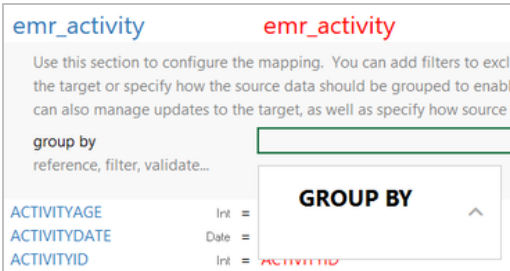 emr_activity emr_activity
Use this section to configure the mapping. You can add filters to excl
the target or specify how the source data should be grouped to enabl
can also manage updates to the target, as well as specify how source
group by
reference, filter, validate...
GROUP BY
ACTIVITYAGE Int =
ACTIVITYDATE Date =
ACTIVITYID Int = ACTIVITYID